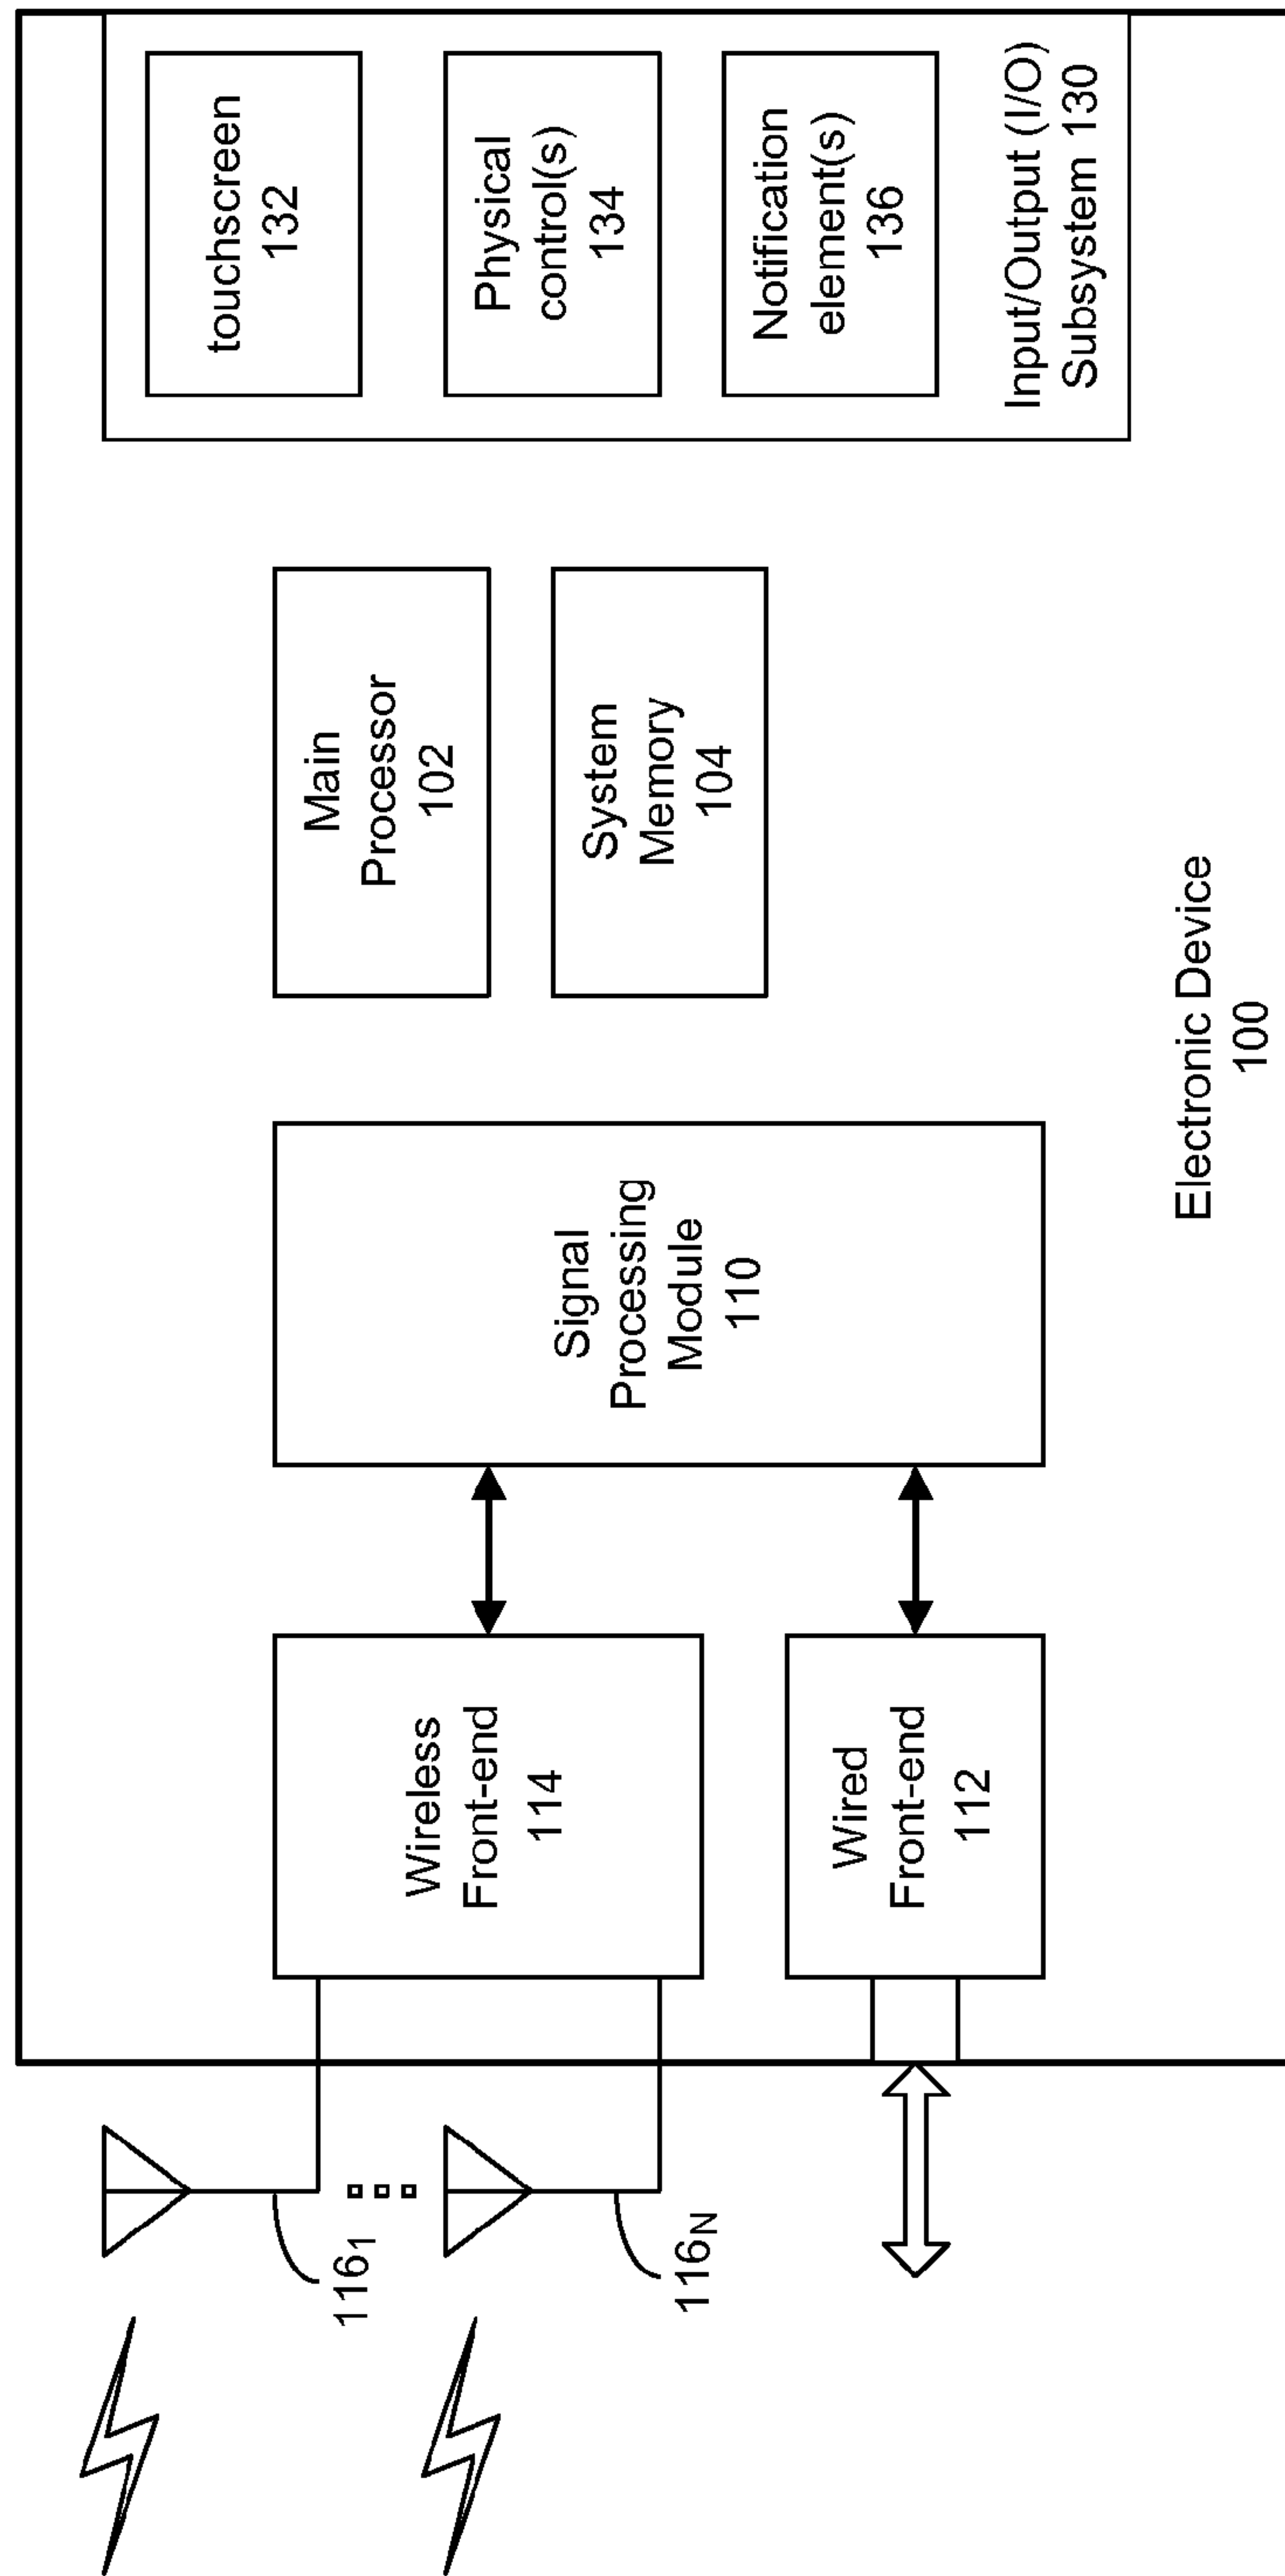 116₁
116_N
Wireless
Front-end
114
Wired
Front-end
112
Signal
Processing
Module
110
Main
Processor
102
System
Memory
104
touchscreen
132
Physical
control(s)
134
Notification
element(s)
136
Input/Output (I/O)
Subsystem 130
Electronic Device
100